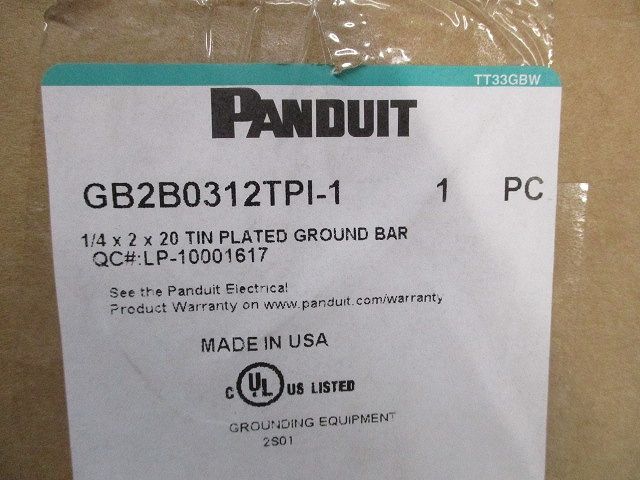 TT33GBW
PANDUIT
GB2B0312TPI-1 1 PC
1/4 x 2 x 20 TIN PLATED GROUND BAR
QC#:LP-10001617
See the Panduit Electrical
Product Warranty on www.panduit.com/warranty
MADE IN USA
C UL US LISTED
GROUNDING EQUIPMENT
2S01